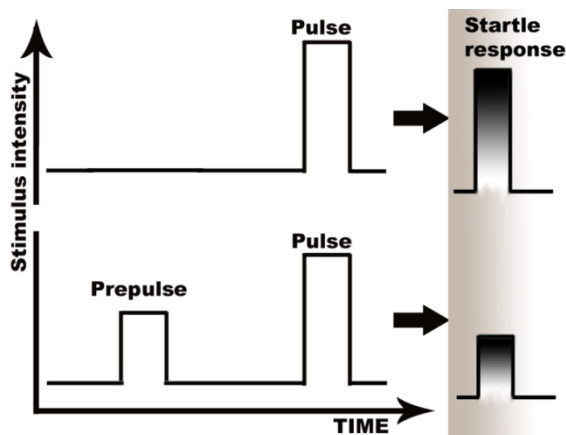 Pulse
Startle
response
Stimulus intensity
Pulse
Prepulse
TIME